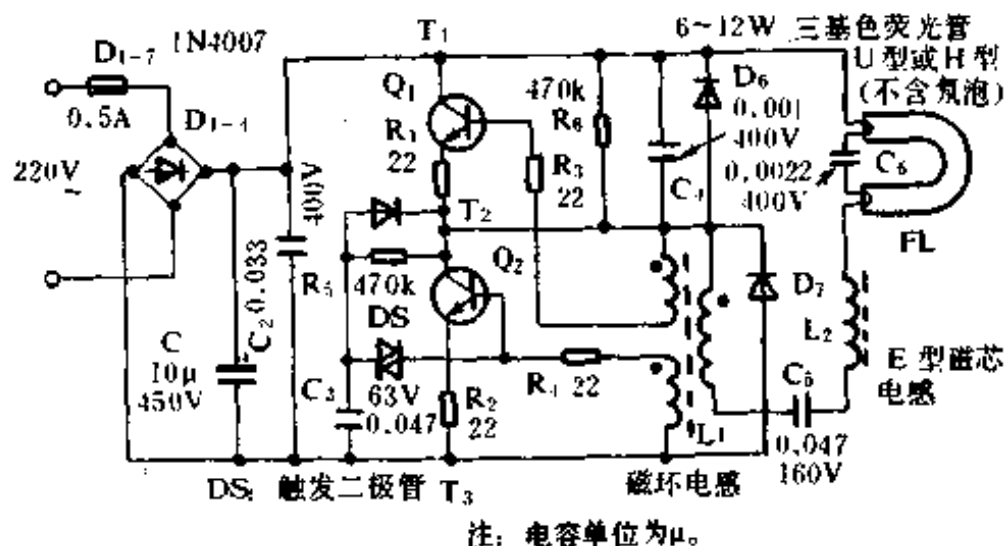 D1-7 1N4007
0.5A
D1-4
220V
~
C
10μ
450V
C2 0.033
400V
T1
Q1
R1
22
T2
R5
470k
Q2
DS
63V
C3
0.047
R2
22
T3
R3
22
R4 22
470k
R6
C4
D6
0.001
400V
0.0022
400V
6~12W 三基色荧光管
U型或H型
(不含氖泡)
C6
FL
D7
L2
E型磁芯
电感
C5
0.047
160V
L1
磁环电感
DS: 触发二极管
注: 电容单位为μ。